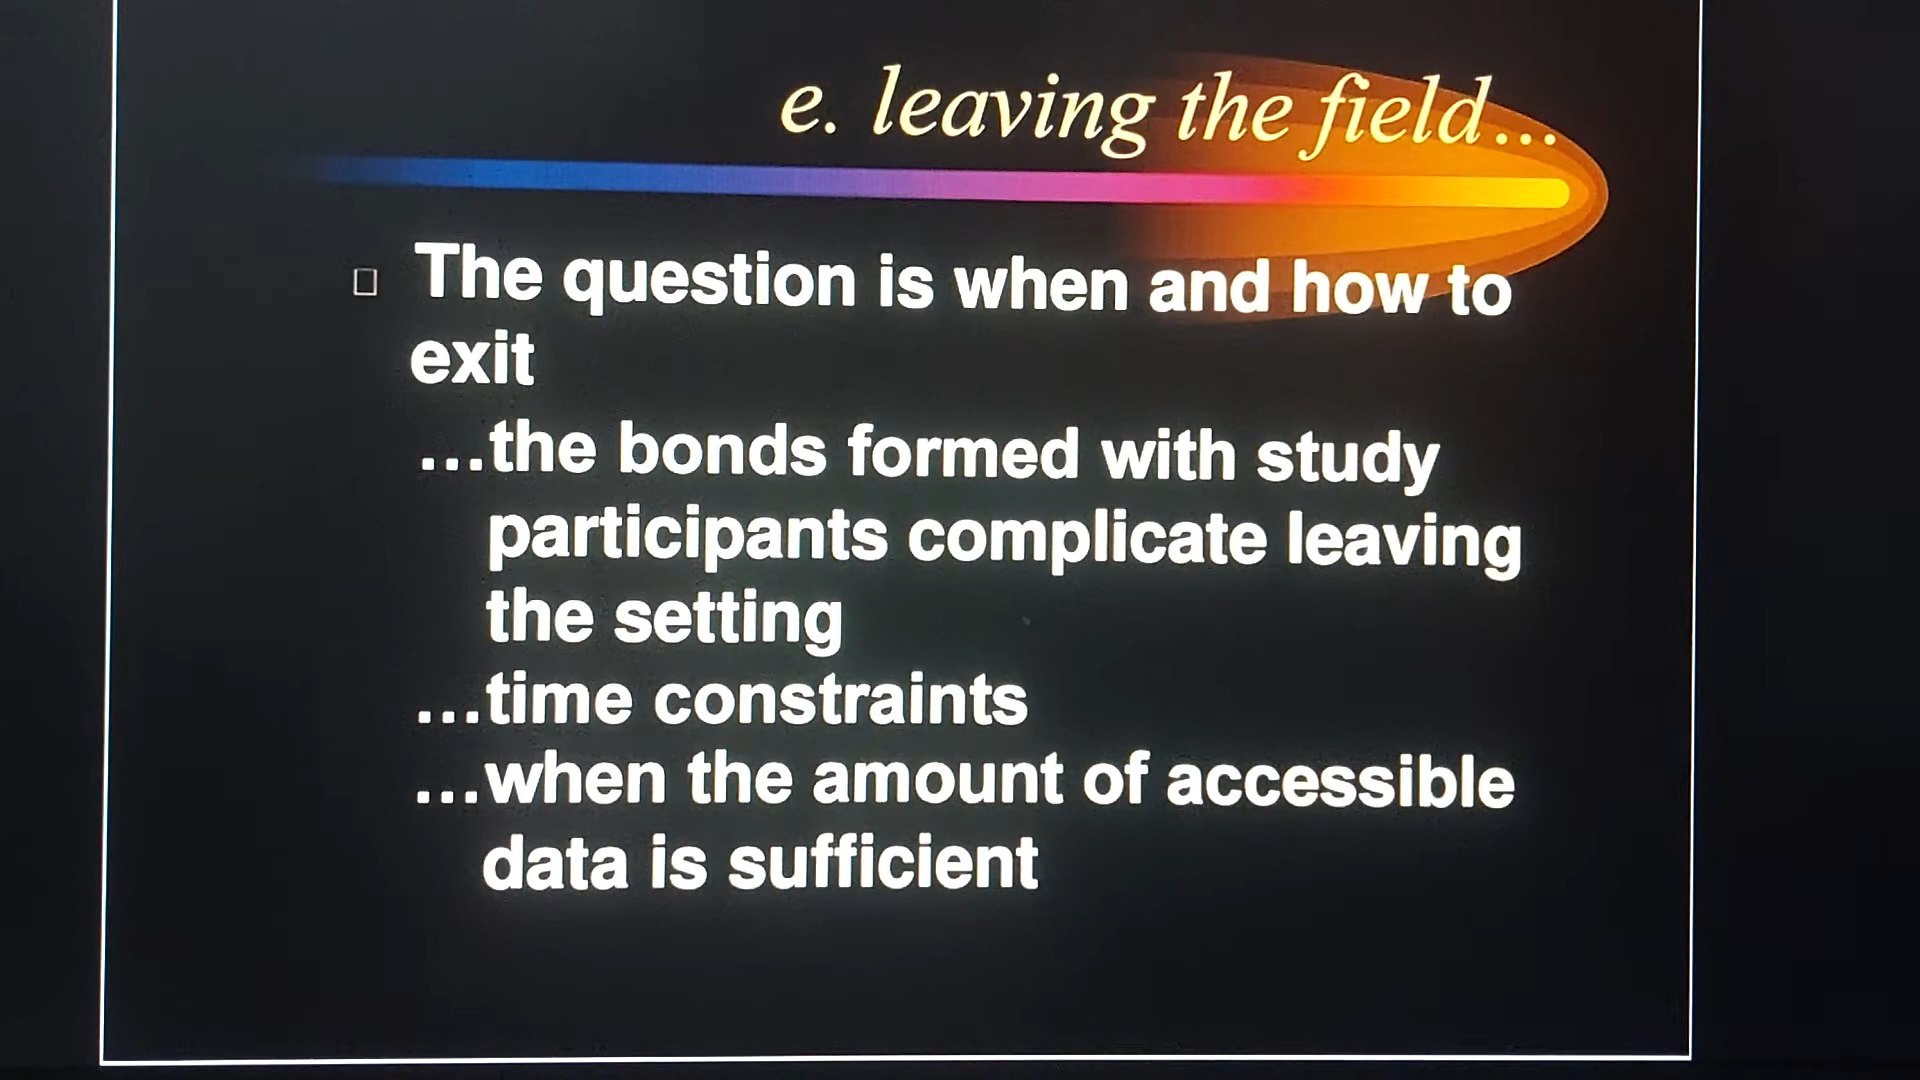 e. leaving the field...
The question is when and how to
exit
...the bonds formed with study
participants complicate leaving
the setting
...time constraints
...when the amount of accessible
data is sufficient